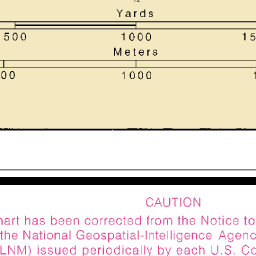 Yards
500 1000 15
Meters
00 1000 1
CAUTION
hart has been corrected from the Notice to
the National Geospatial-Intelligence Agenc
LNM) issued periodically by each U.S. Co